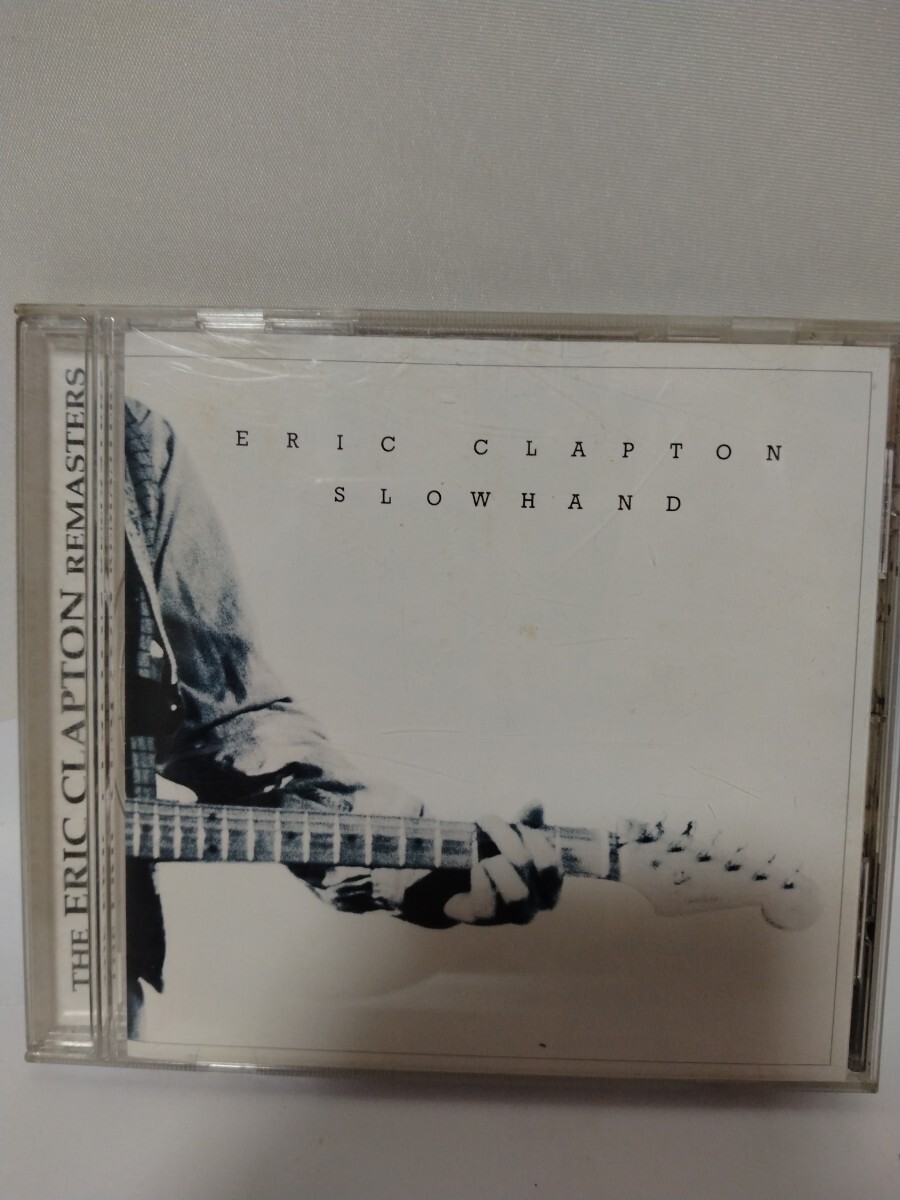 THE ERIC CLAPTON REMASTERS
ERIC CLAPTON
SLOWHAND